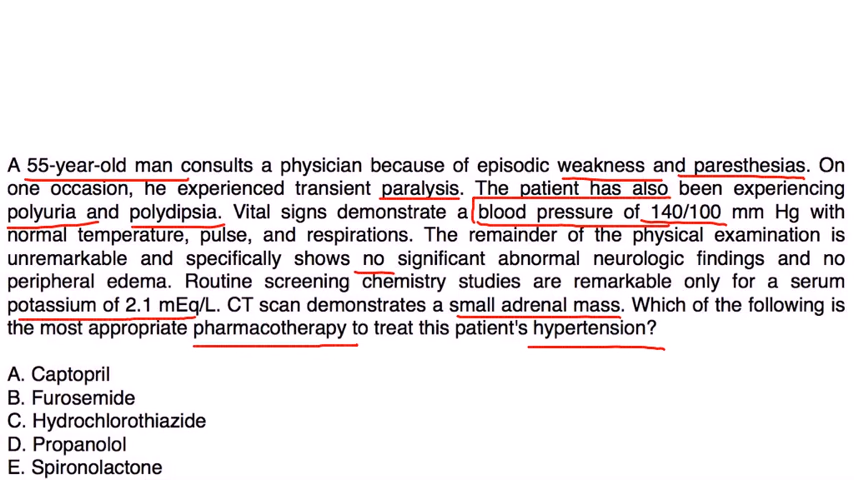 A 55-year-old man consults a physician because of episodic weakness and paresthesias. On
one occasion, he experienced transient paralysis. The patient has also been experiencing
polyuria and polydipsia. Vital signs demonstrate a blood pressure of 140/100 mm Hg with
normal temperature, pulse, and respirations. The remainder of the physical examination is
unremarkable and specifically shows no significant abnormal neurologic findings and no
peripheral edema. Routine screening chemistry studies are remarkable only for a serum
potassium of 2.1 mEq/L. CT scan demonstrates a small adrenal mass. Which of the following is
the most appropriate pharmacotherapy to treat this patient's hypertension?
A. Captopril
B. Furosemide
C. Hydrochlorothiazide
D. Propanolol
E. Spironolactone